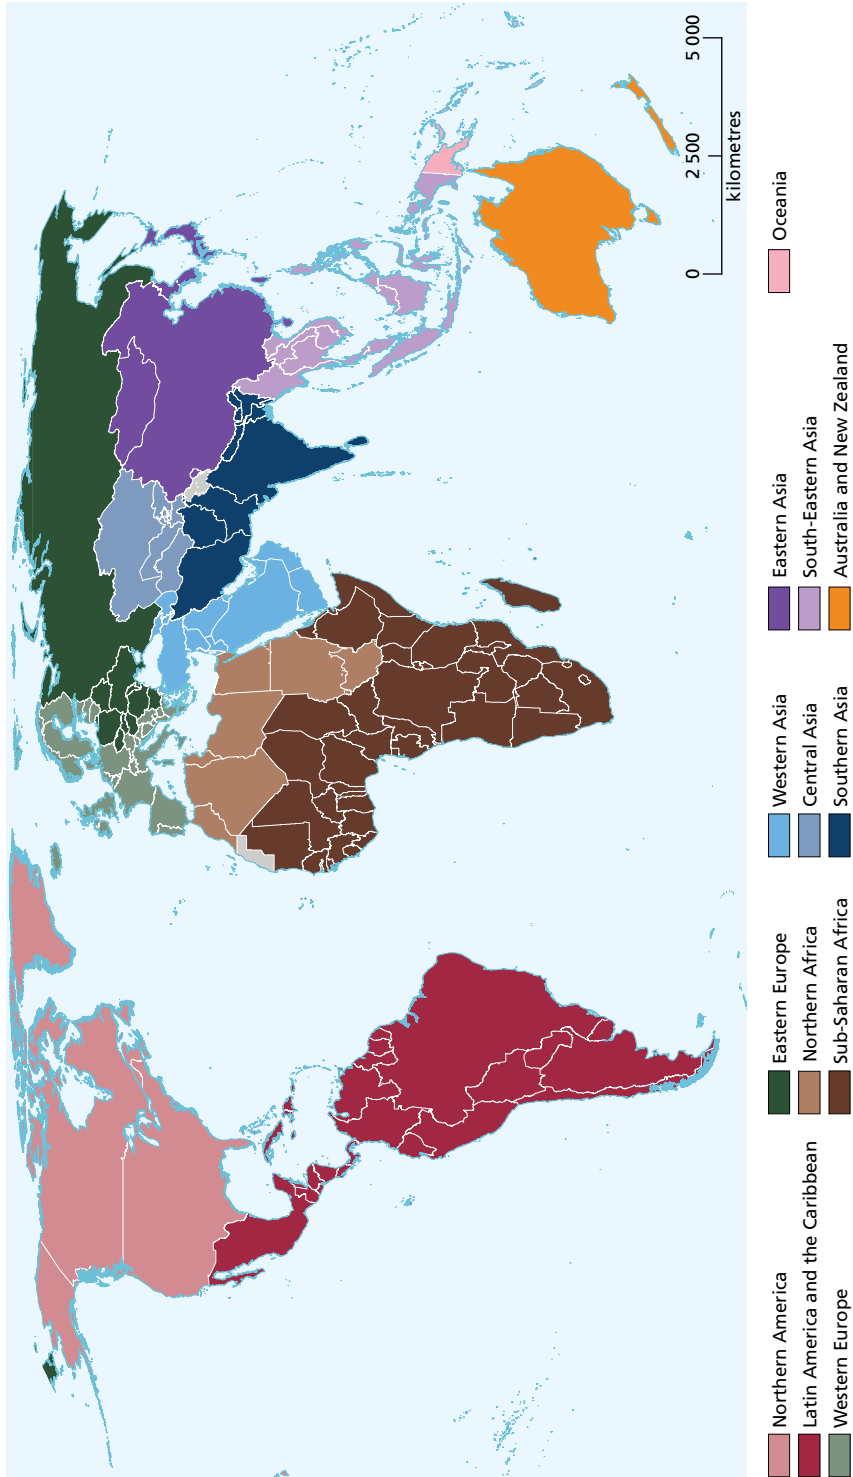 0 2 500 5 000
kilometres
Northern America
Latin America and the Caribbean
Western Europe
Eastern Europe
Northern Africa
Sub-Saharan Africa
Western Asia
Central Asia
Southern Asia
Eastern Asia
South-Eastern Asia
Australia and New Zealand
Oceania